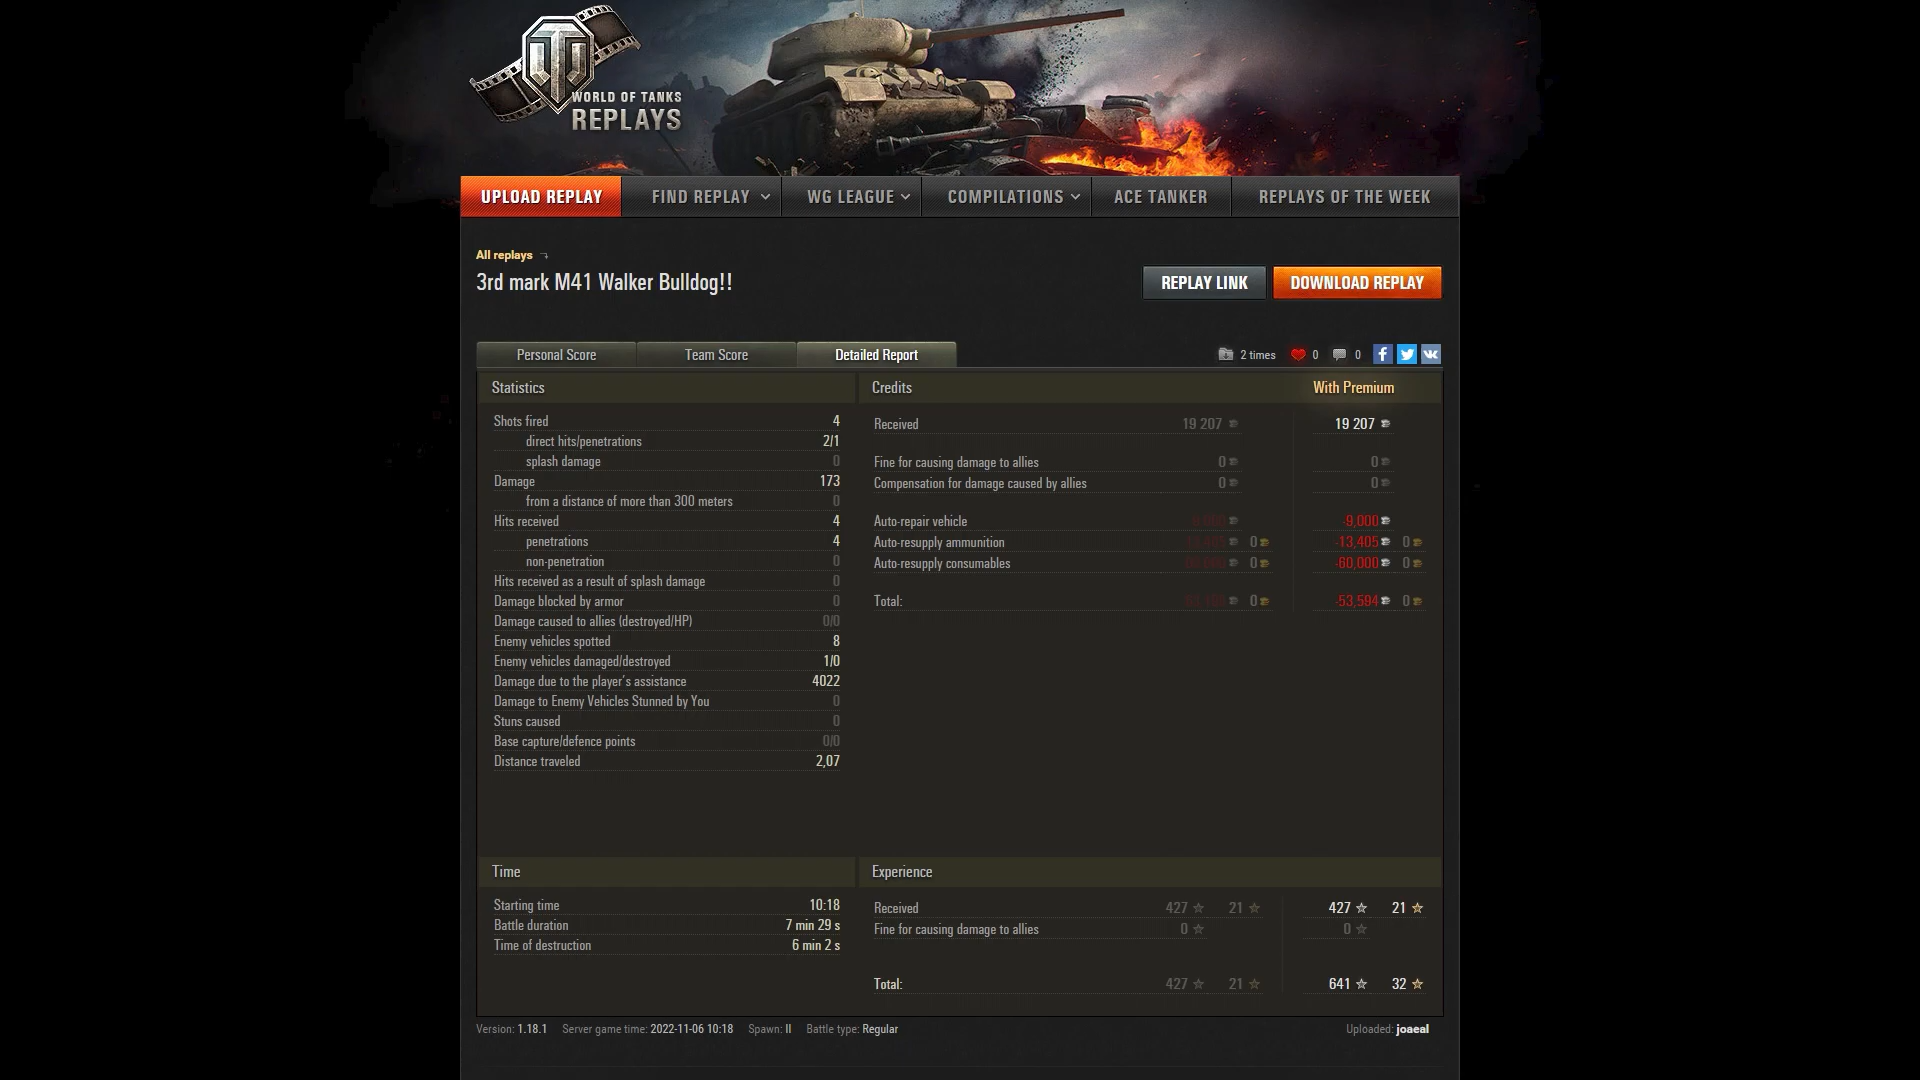 WORLD OF TANKS
REPLAYS
UPLOAD REPLAY FIND REPLAY WG LEAGUE COMPILATIONS ACE TANKER REPLAYS OF THE WEEK
All replays
3rd mark M41 Walker Bulldog!!
REPLAY LINK DOWNLOAD REPLAY
Personal Score Team Score Detailed Report 2 times 0 0
Statistics
Shots fired 4
direct hits/penetrations 2/1
splash damage 0
Damage 173
from a distance of more than 300 meters 0
Hits received 4
penetrations 4
non-penetration 0
Hits received as a result of splash damage 0
Damage blocked by armor 0
Damage caused to allies (destroyed/HP) 0/0
Enemy vehicles spotted 8
Enemy vehicles damaged/destroyed 1/0
Damage due to the player's assistance 4022
Damage to Enemy Vehicles Stunned by You 0
Stuns caused 0
Base capture/defence points 0/0
Distance traveled 2,07
Credits With Premium
Received 19 207 19 207
Fine for causing damage to allies 0 0
Compensation for damage caused by allies 0 0
Auto-repair vehicle -9,000
Auto-resupply ammunition 0 -13,405 0
Auto-resupply consumables 0 -60,000 0
Total: 0 -53,594 0
Time
Starting time 10:18
Battle duration 7 min 29 s
Time of destruction 6 min 2 s
Experience
Received 427 21 427 21
Fine for causing damage to allies 0 0
Total: 427 21 641 32
Version: 1.18.1 Server game time: 2022-11-06 10:18 Spawn: II Battle type: Regular Uploaded: joaeal